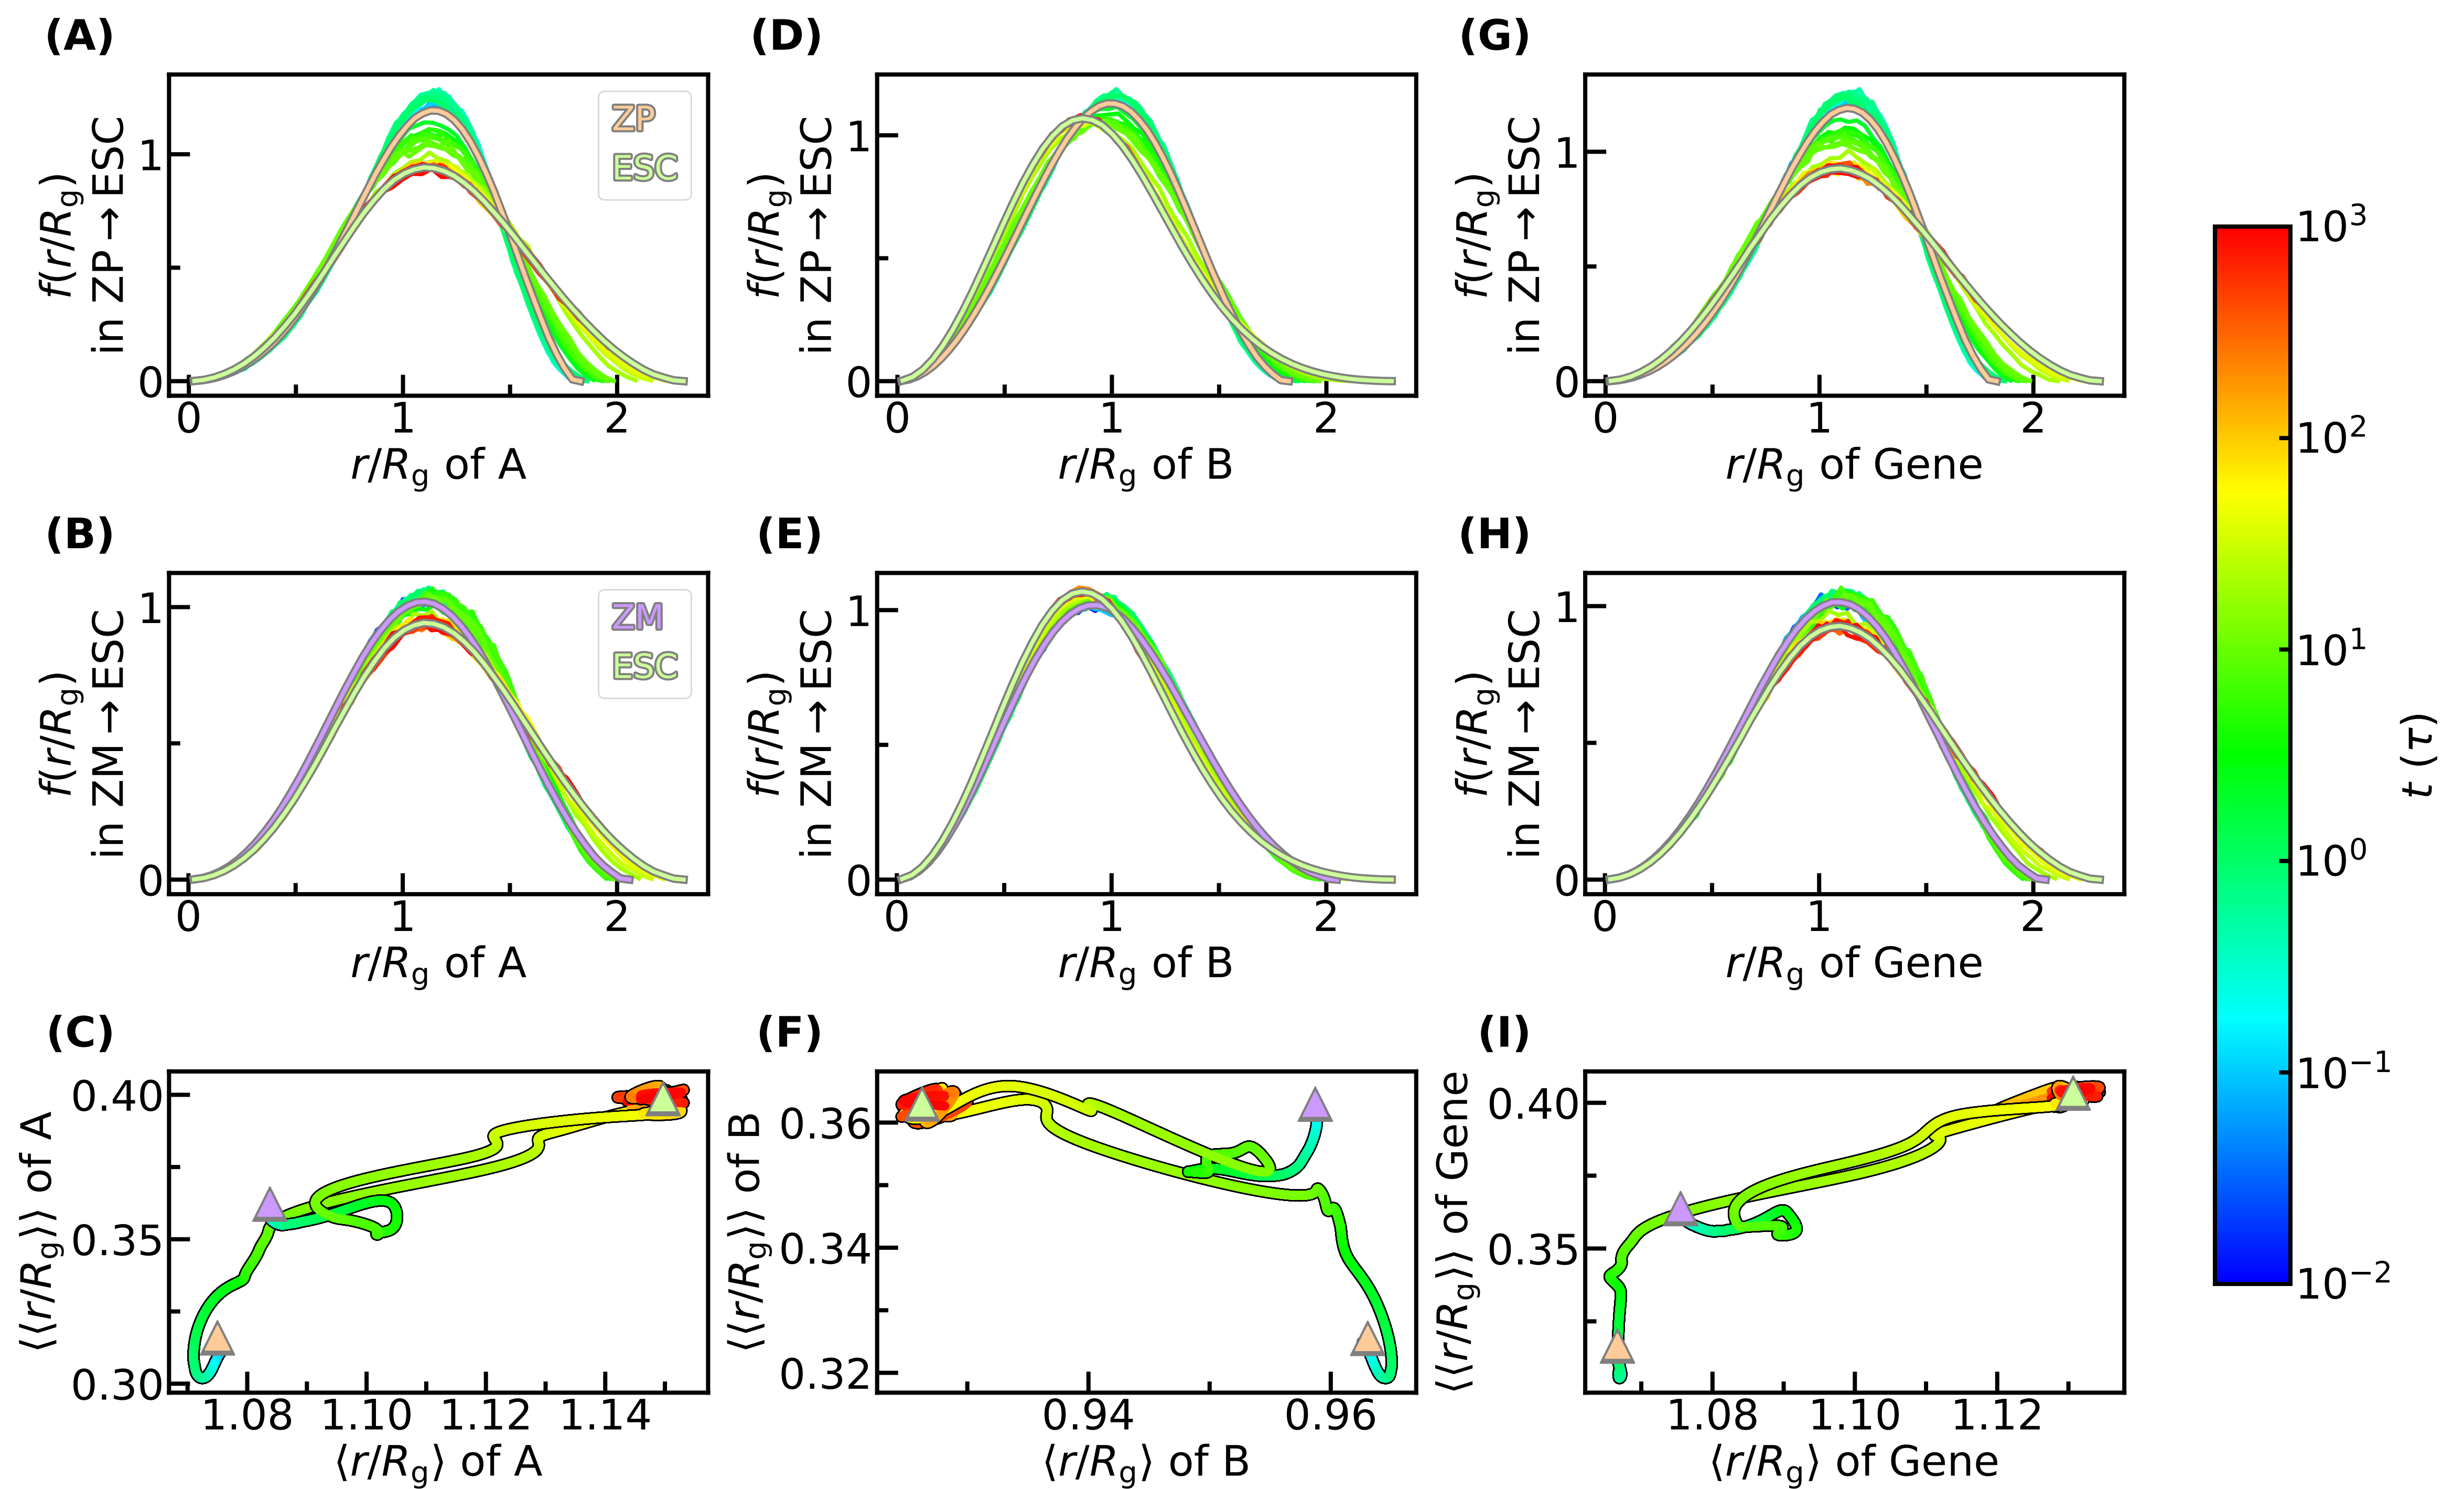 (A)
f(r/Rg)
in ZP→ESC
1
0
0 1 2
r/Rg of A
ZP
ESC
(D)
f(r/Rg)
in ZP→ESC
1
0
0 1 2
r/Rg of B
(G)
f(r/Rg)
in ZP→ESC
1
0
0 1 2
r/Rg of Gene
(B)
f(r/Rg)
in ZM→ESC
1
0
0 1 2
r/Rg of A
ZM
ESC
(E)
f(r/Rg)
in ZM→ESC
1
0
0 1 2
r/Rg of B
(H)
f(r/Rg)
in ZM→ESC
1
0
0 1 2
r/Rg of Gene
(C)
⟨⟨r/Rg⟩⟩ of A
0.40
0.35
0.30
1.08 1.10 1.12 1.14
⟨r/Rg⟩ of A
(F)
⟨⟨r/Rg⟩⟩ of B
0.36
0.34
0.32
0.94 0.96
⟨r/Rg⟩ of B
(I)
⟨⟨r/Rg⟩⟩ of Gene
0.40
0.35
1.08 1.10 1.12
⟨r/Rg⟩ of Gene
10³
10²
10¹
10⁰
10⁻¹
10⁻²
t (τ)